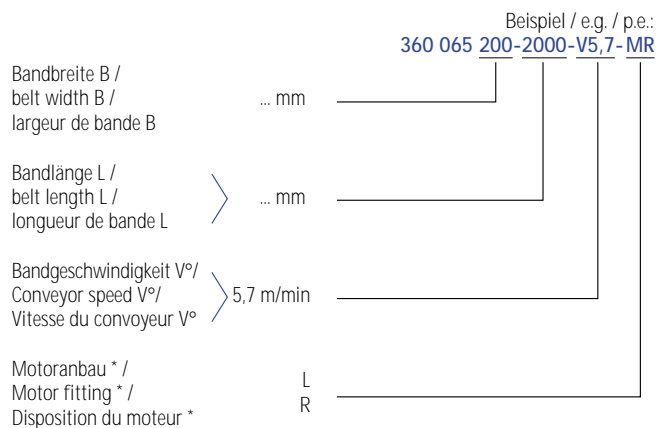 Beispiel / e.g. / p.e.:
360 065 200-2000-V5,7-MR
Bandbreite B /
belt width B /
largeur de bande B
... mm
Bandlänge L /
belt length L /
longueur de bande L
... mm
Bandgeschwindigkeit V°/
Conveyor speed V°/
Vitesse du convoyeur V°
5,7 m/min
Motoranbau * /
Motor fitting * /
Disposition du moteur *
L
R